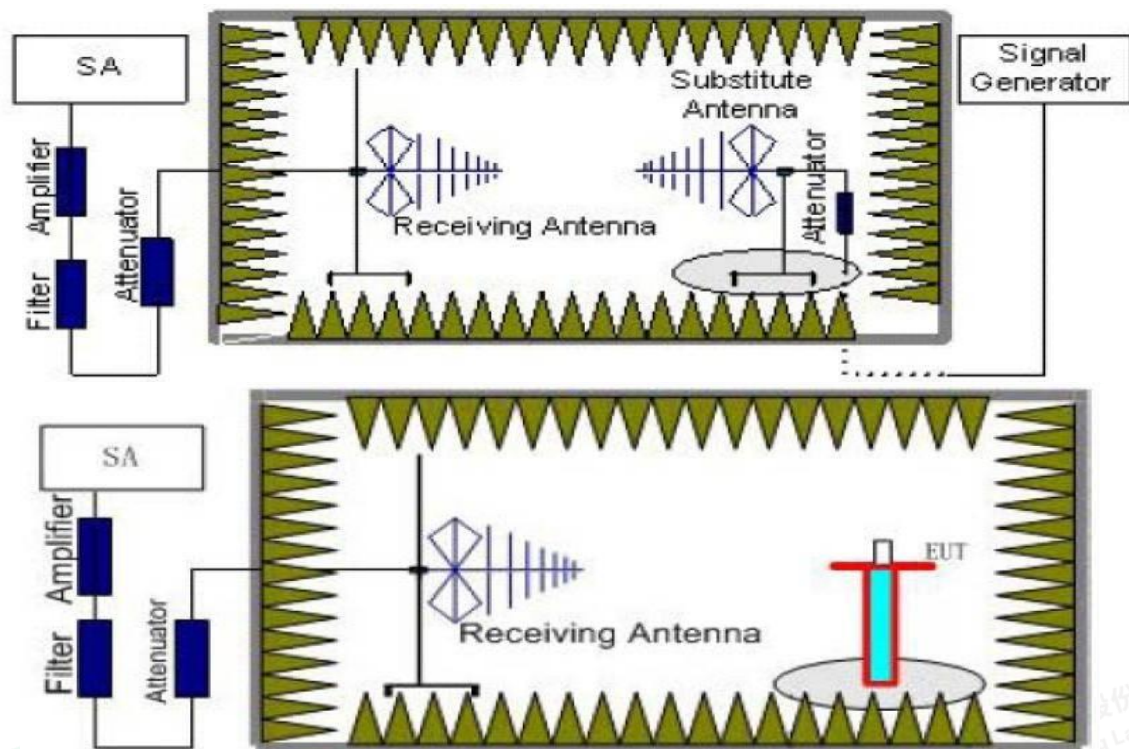 SA
Signal
Generator
Substitute
Antenna
Amplifier
Filter
Attenuator
Receiving Antenna
Attenuator
SA
Amplifier
Filter
Attenuator
Receiving Antenna
EUT